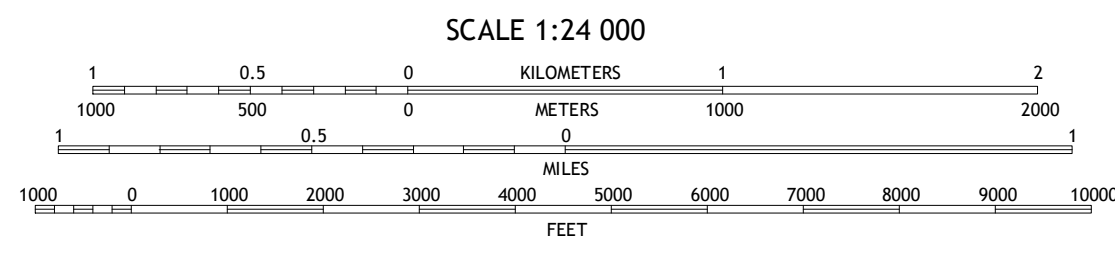 SCALE 1:24 000
1 0.5 0 KILOMETERS 1 2
1000 500 0 METERS 1000 2000
1 0.5 0 1
MILES
1000 0 1000 2000 3000 4000 5000 6000 7000 8000 9000 10000
FEET